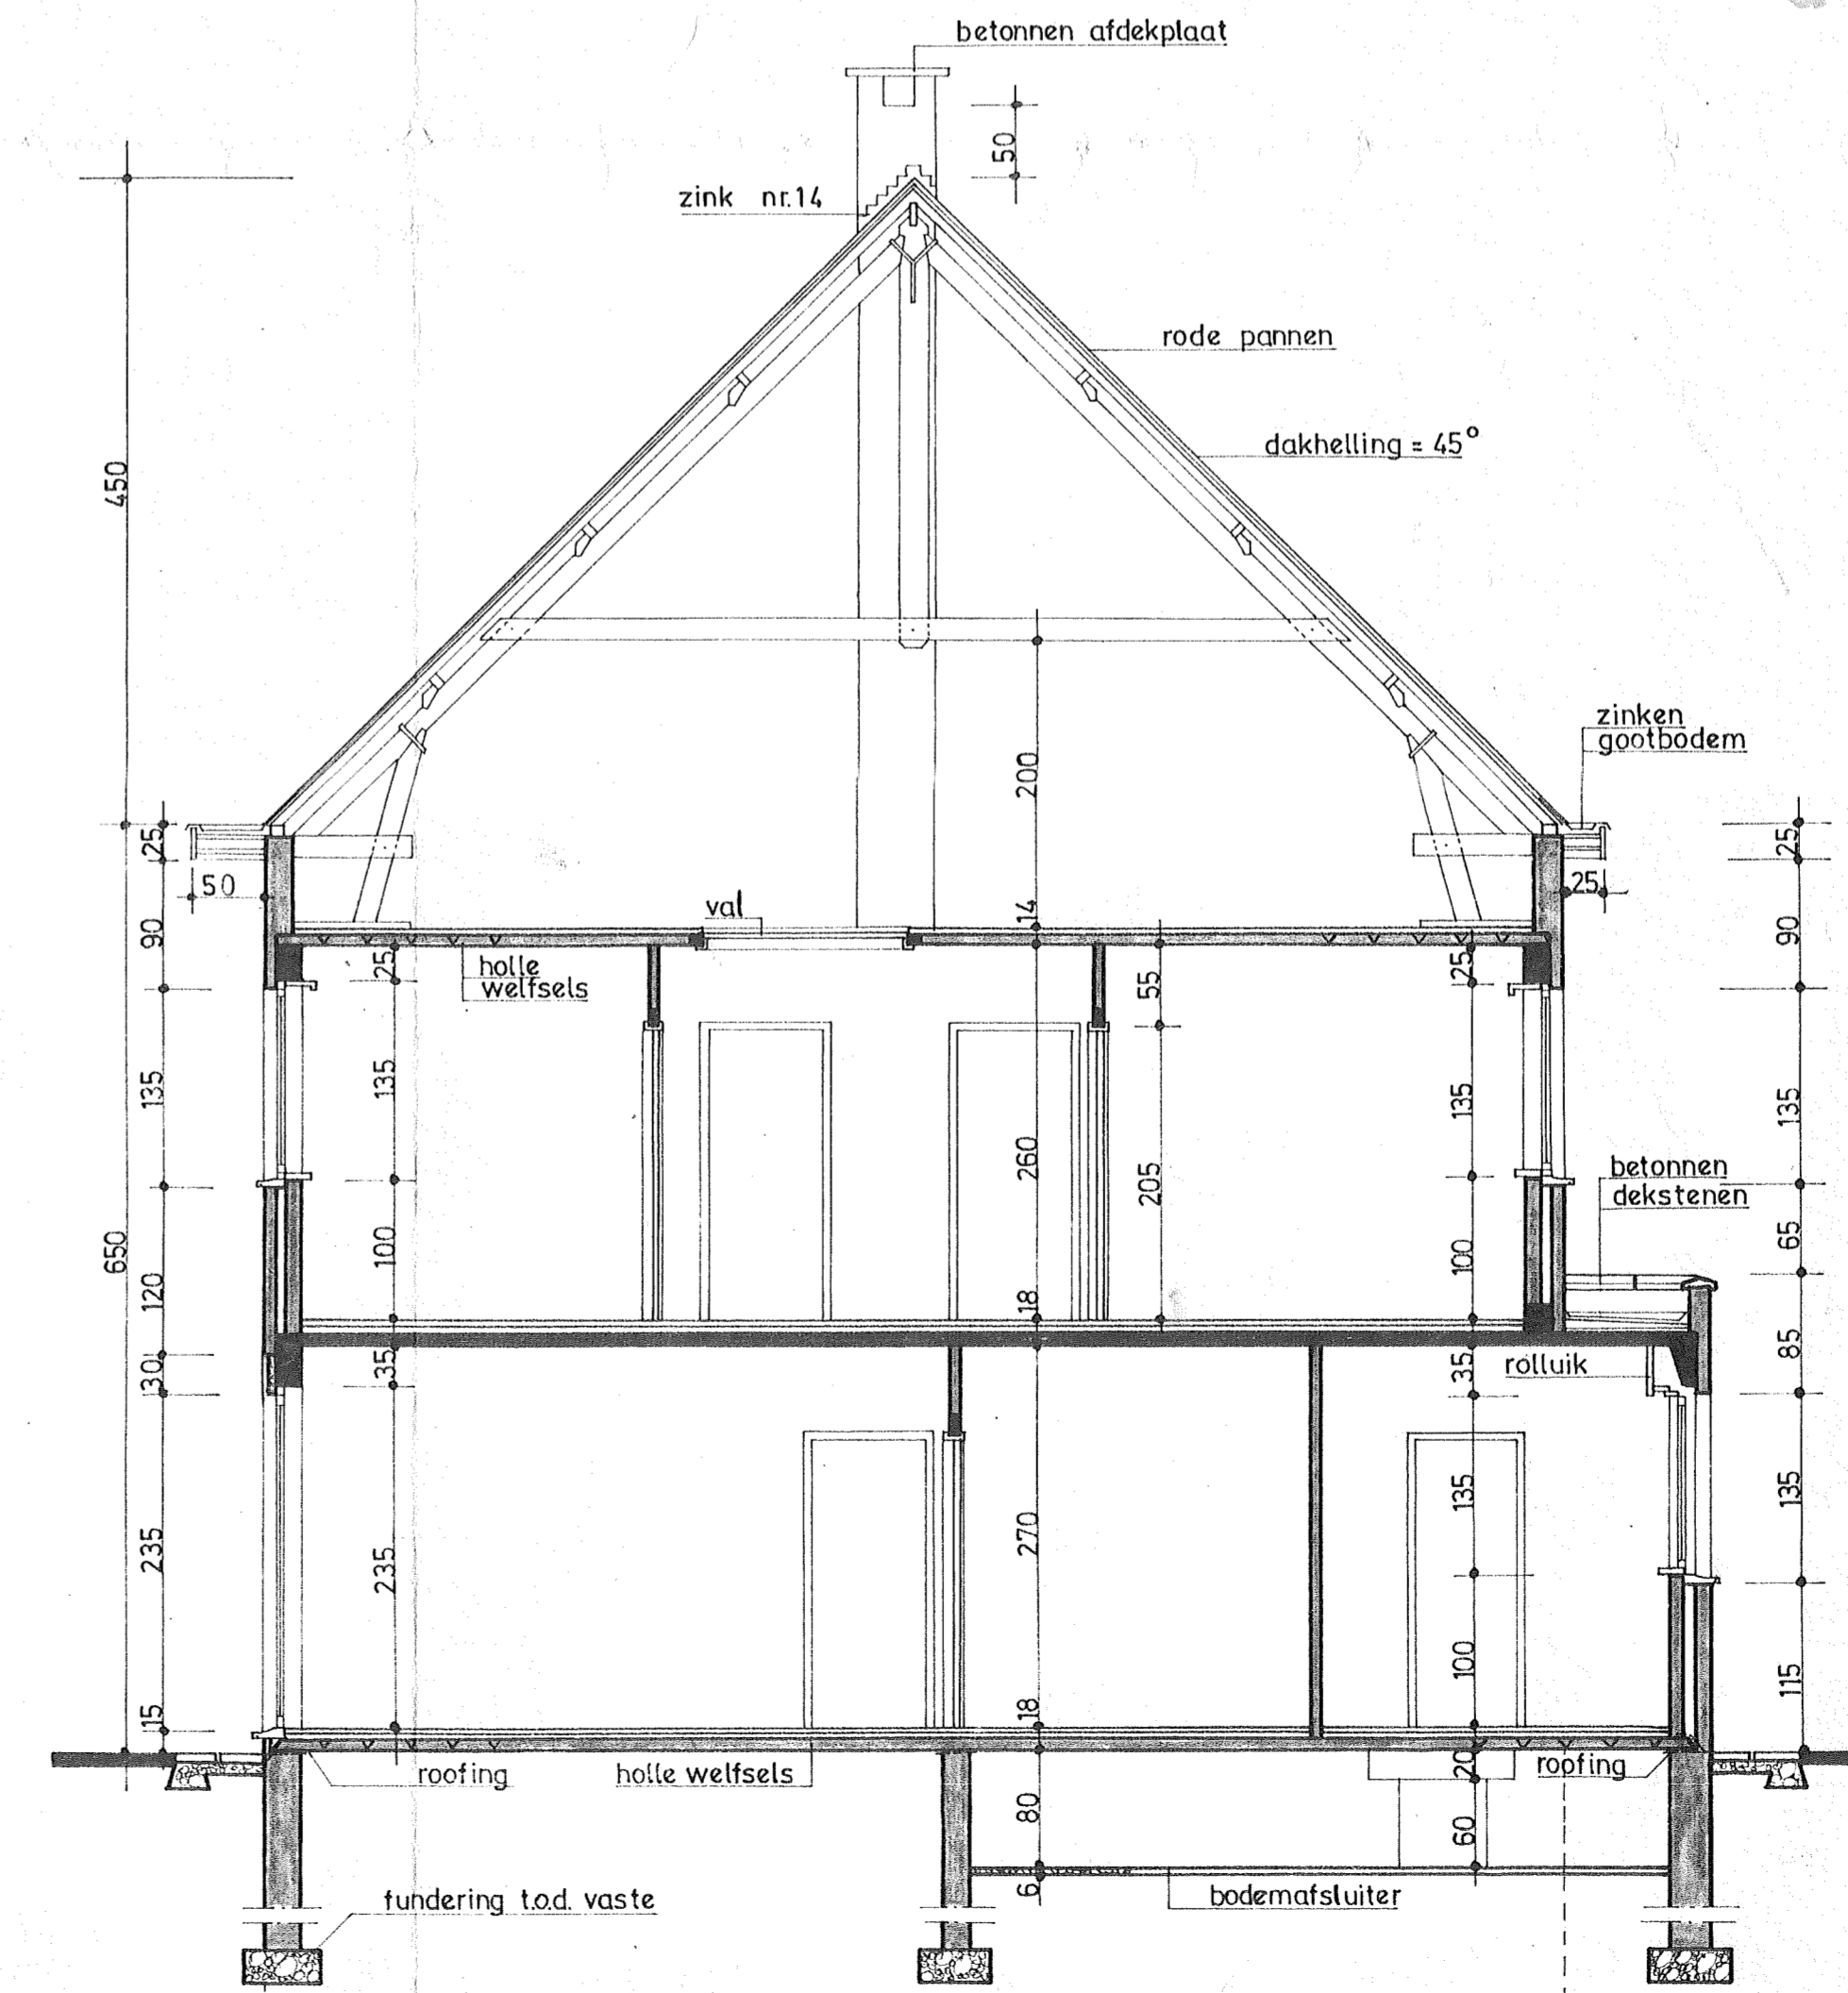 betonnen afdekplaat
50
zink nr.14
rode pannen
dakhelling = 45°
450
zinken
gootbodem
200
25
25
50
25
val
14
90
90
holle
welfsels
25
55
25
135
135
135
135
260
205
betonnen
dekstenen
650
100
100
65
120
18
30
35
35
rolluik
85
235
235
270
135
135
100
115
15
18
roofing
holle welfsels
20
roofing
80
60
6
bodemafsluiter
fundering t.o.d. vaste